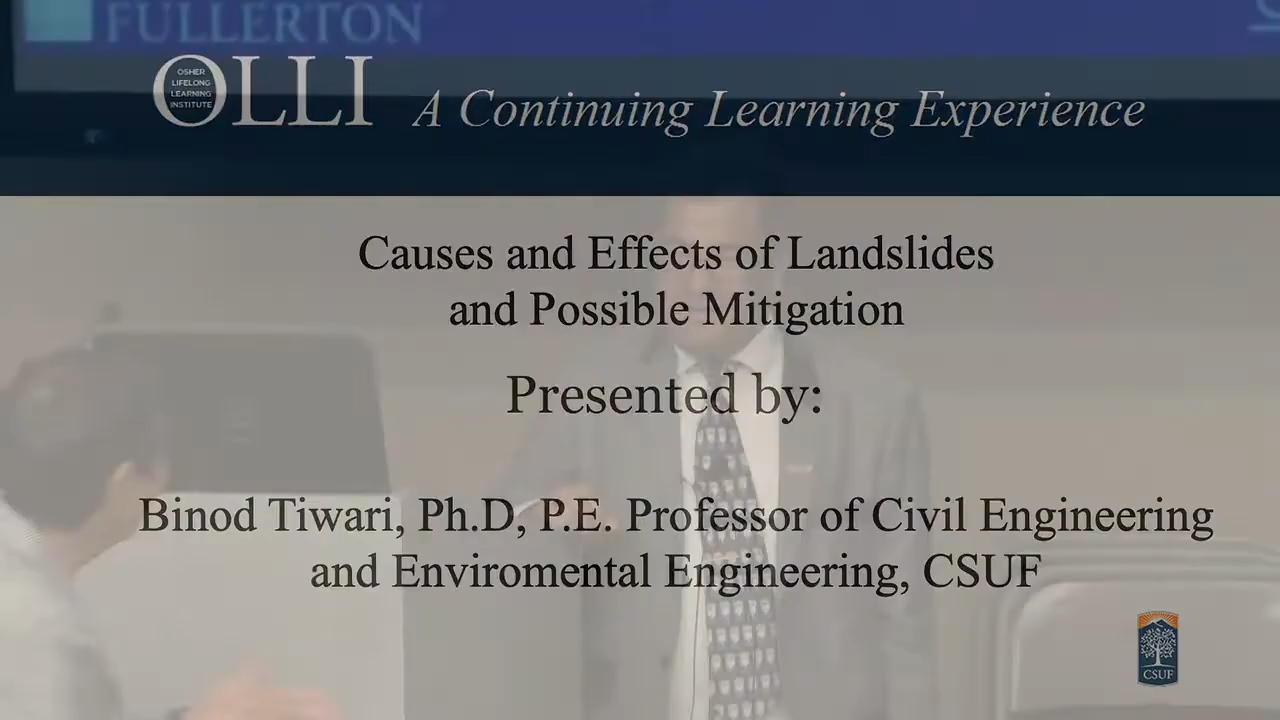 FULLERTON
OSHER
LIFELONG
LEARNING
INSTITUTE
OLLI A Continuing Learning Experience
Causes and Effects of Landslides
and Possible Mitigation
Presented by:
Binod Tiwari, Ph.D, P.E. Professor of Civil Engineering
and Enviromental Engineering, CSUF
CSUF